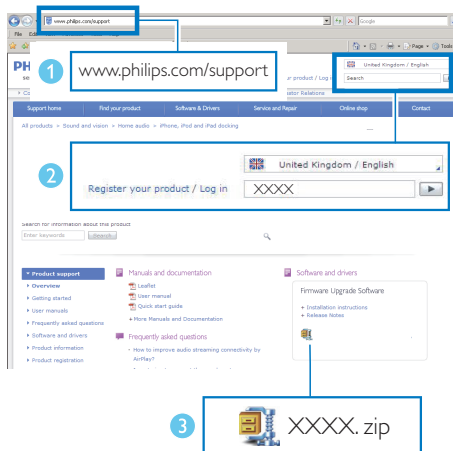 www.philips.com/support
Google
File
Page
Tools
1
www.philips.com/support
PH
United Kingdom / English
Search
Support home
Find your product
Software & Drivers
Service and Repair
Online shop
Contact
All products > Sound and vision > Home audio > iPhone, iPod and iPad docking
2
United Kingdom / English
Register your product / Log in
XXXX
Search for information about this product
Enter keywords
Search
Product support
Overview
Getting started
User manuals
Frequently asked questions
Software and drivers
Product information
Product registration
Manuals and documentation
Leaflet
User manual
Quick start guide
+ More Manuals and Documentation
Frequently asked questions
- How to improve audio streaming connectivity by
AirPlay?
Software and drivers
Firmware Upgrade Software
+ Installation instructions
+ Release Notes
3
XXXX. zip